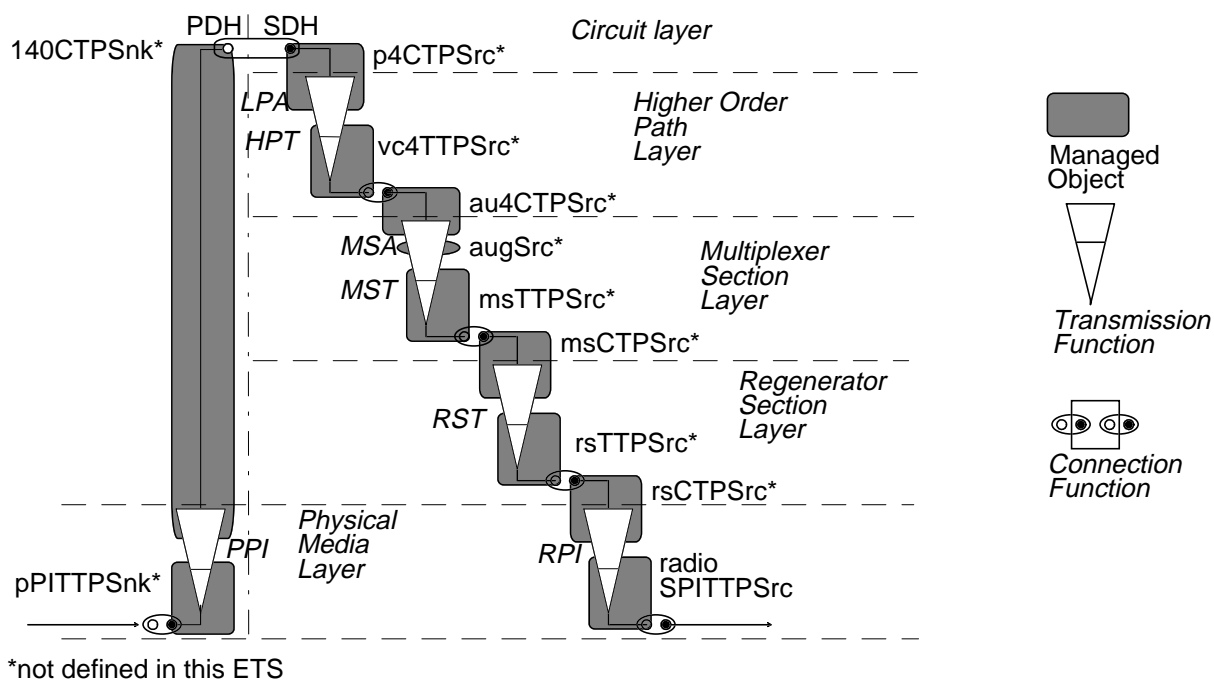 PDH SDH
140CTPSnk*
p4CTPSrc*
Circuit layer
LPA
HPT
vc4TTPSrc*
Higher Order
Path
Layer
au4CTPSrc*
MSA
augSrc*
MST
msTTPSrc*
Multiplexer
Section
Layer
msCTPSrc*
RST
rsTTPSrc*
Regenerator
Section
Layer
rsCTPSrc*
PPI
pPITTPSnk*
Physical
Media
Layer
RPI
radio
SPITTPSrc
Managed
Object
Transmission
Function
Connection
Function
*not defined in this ETS